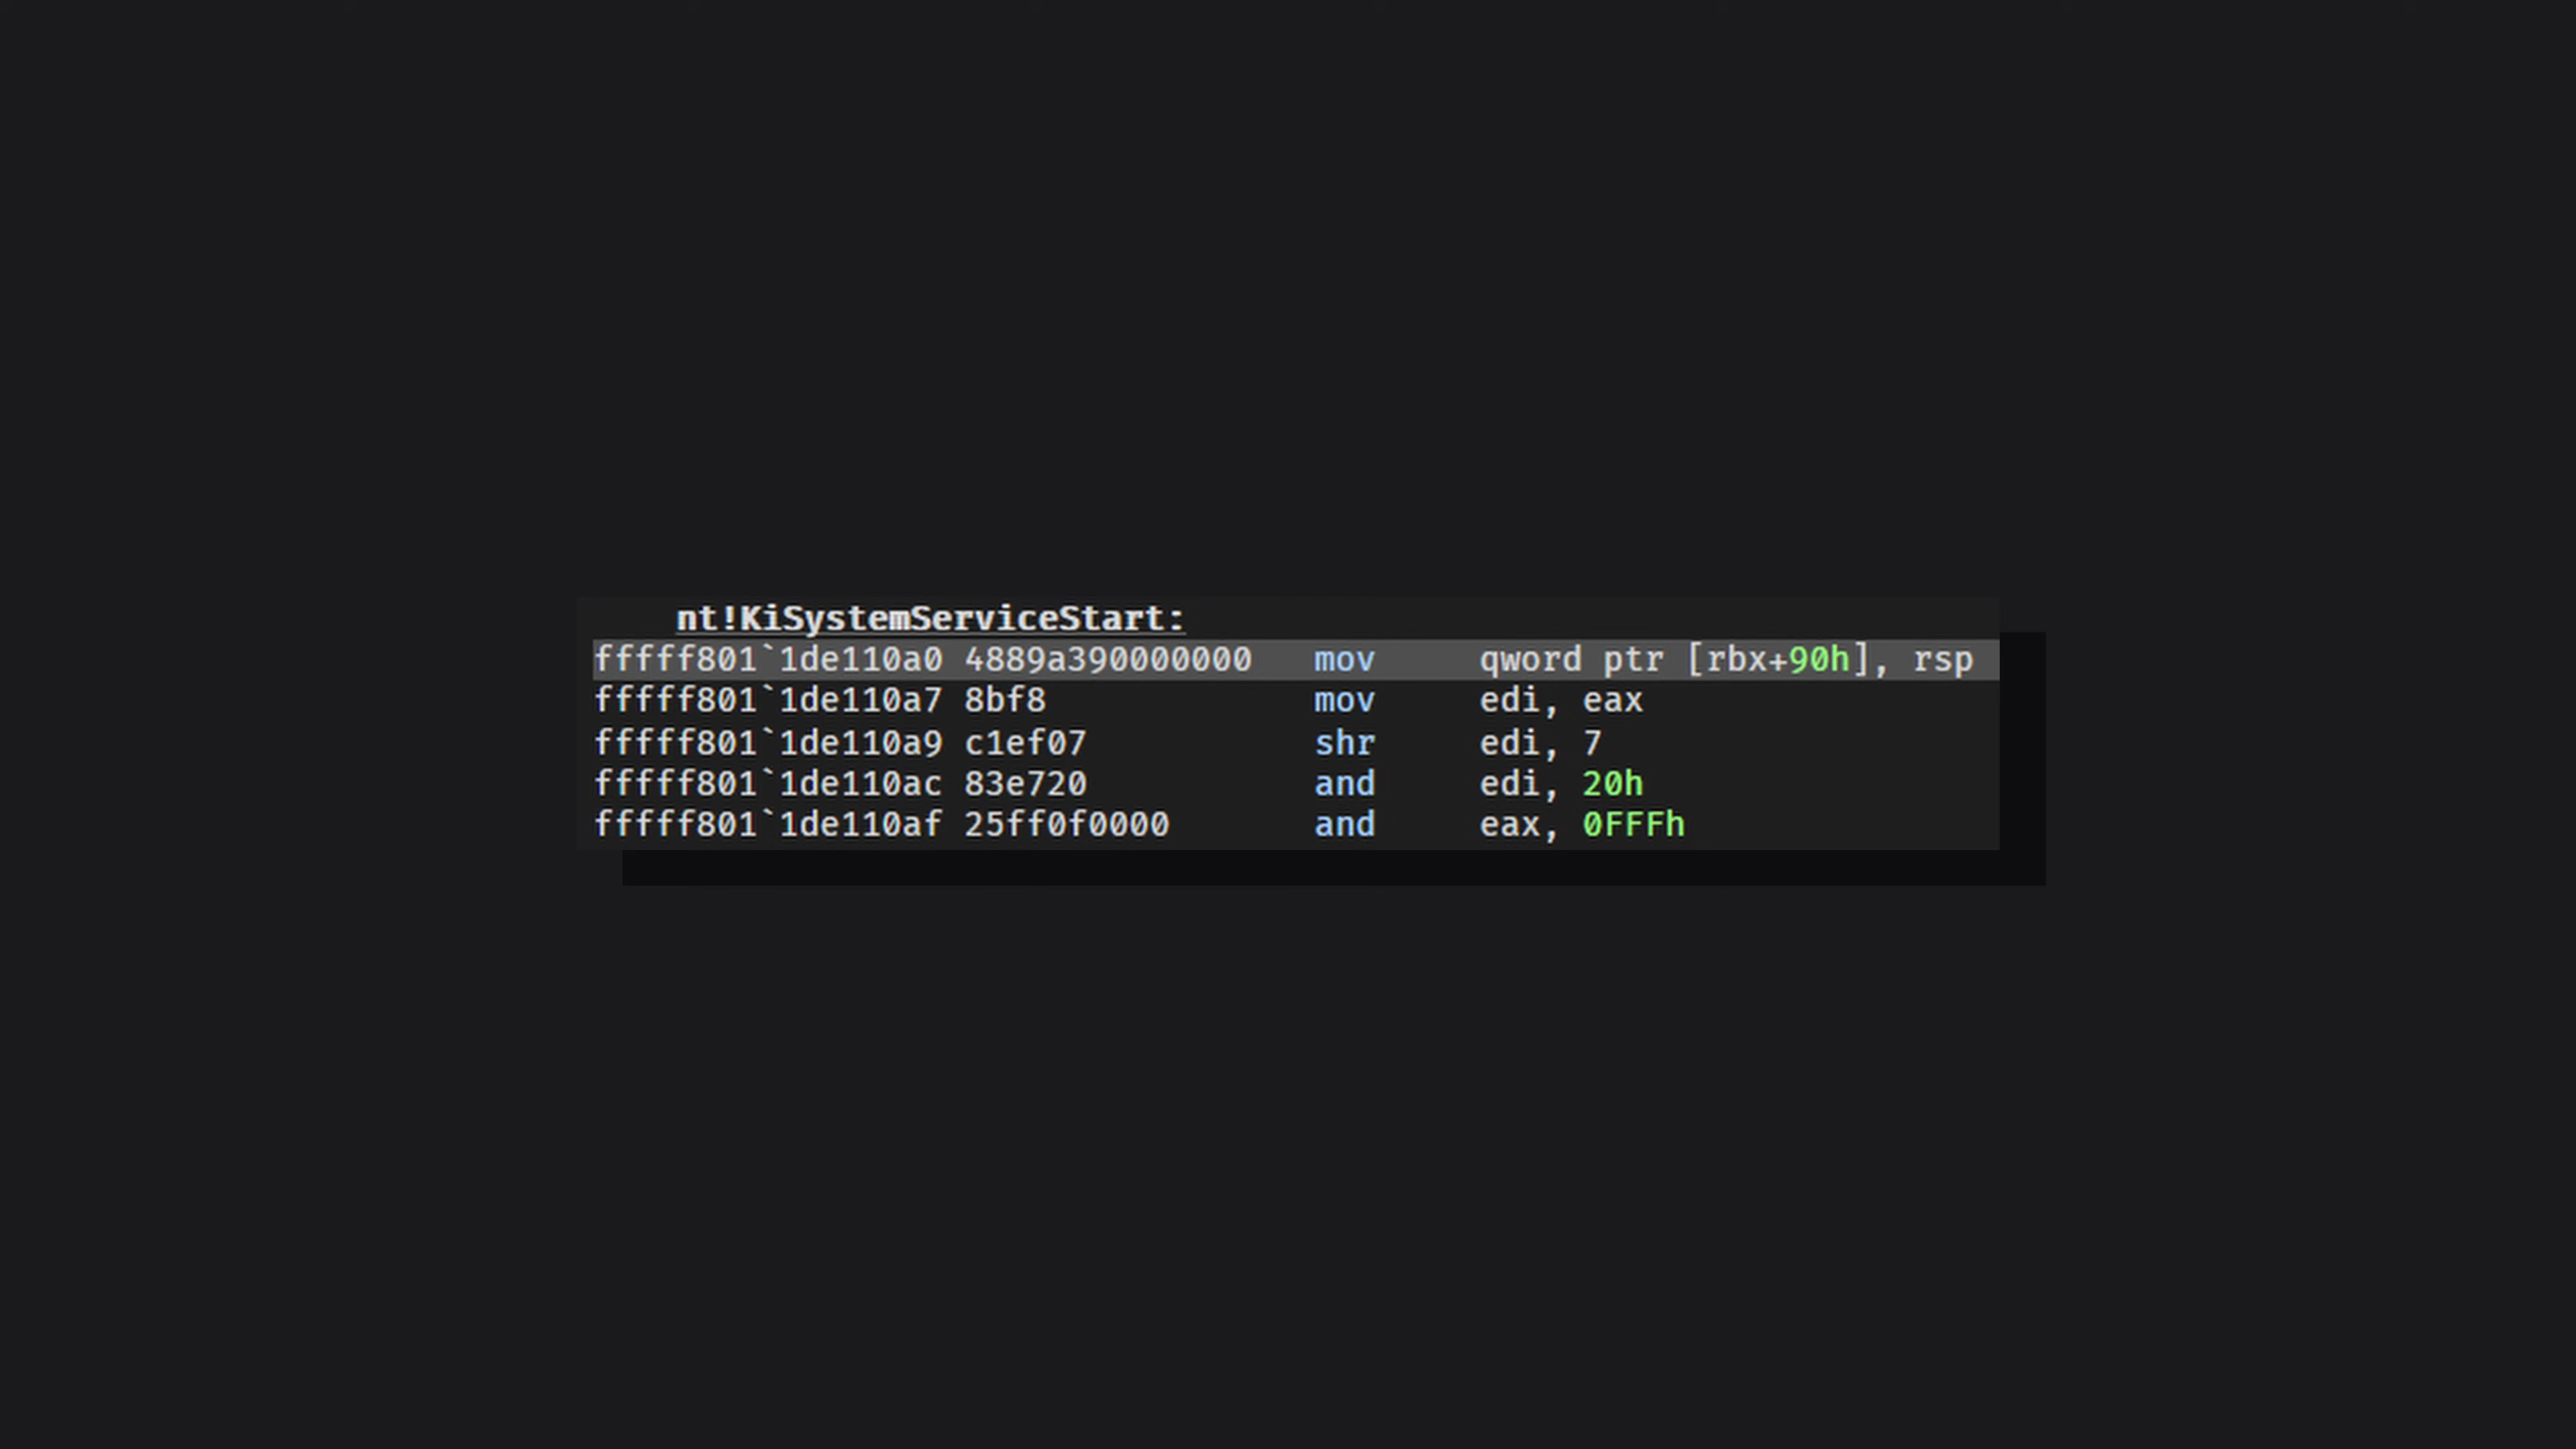 nt!KiSystemServiceStart:
fffff801`1de110a0 4889a390000000   mov     qword ptr [rbx+90h], rsp
fffff801`1de110a7 8bf8             mov     edi, eax
fffff801`1de110a9 c1ef07           shr     edi, 7
fffff801`1de110ac 83e720           and     edi, 20h
fffff801`1de110af 25ff0f0000       and     eax, 0FFFh